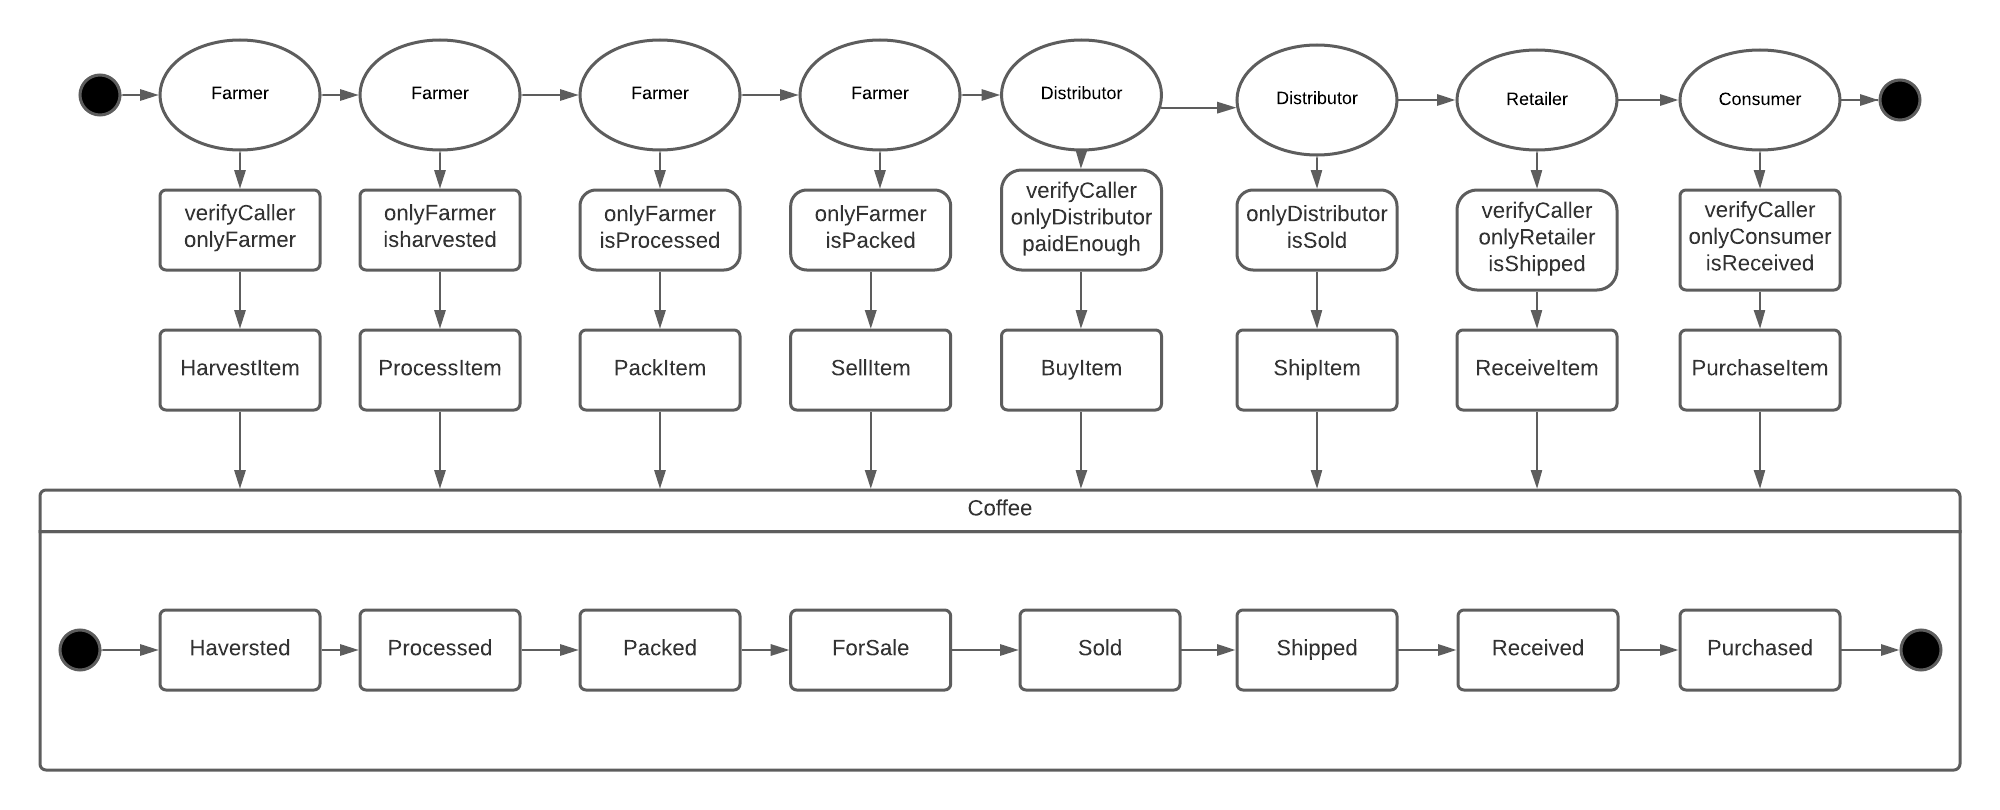 Farmer
Farmer
Farmer
Farmer
Distributor
Distributor
Retailer
Consumer
verifyCaller
onlyFarmer
onlyFarmer
isharvested
onlyFarmer
isProcessed
onlyFarmer
isPacked
verifyCaller
onlyDistributor
paidEnough
onlyDistributor
isSold
verifyCaller
onlyRetailer
isShipped
verifyCaller
onlyConsumer
isReceived
HarvestItem
ProcessItem
PackItem
SellItem
BuyItem
ShipItem
ReceiveItem
PurchaseItem
Coffee
Haversted
Processed
Packed
ForSale
Sold
Shipped
Received
Purchased